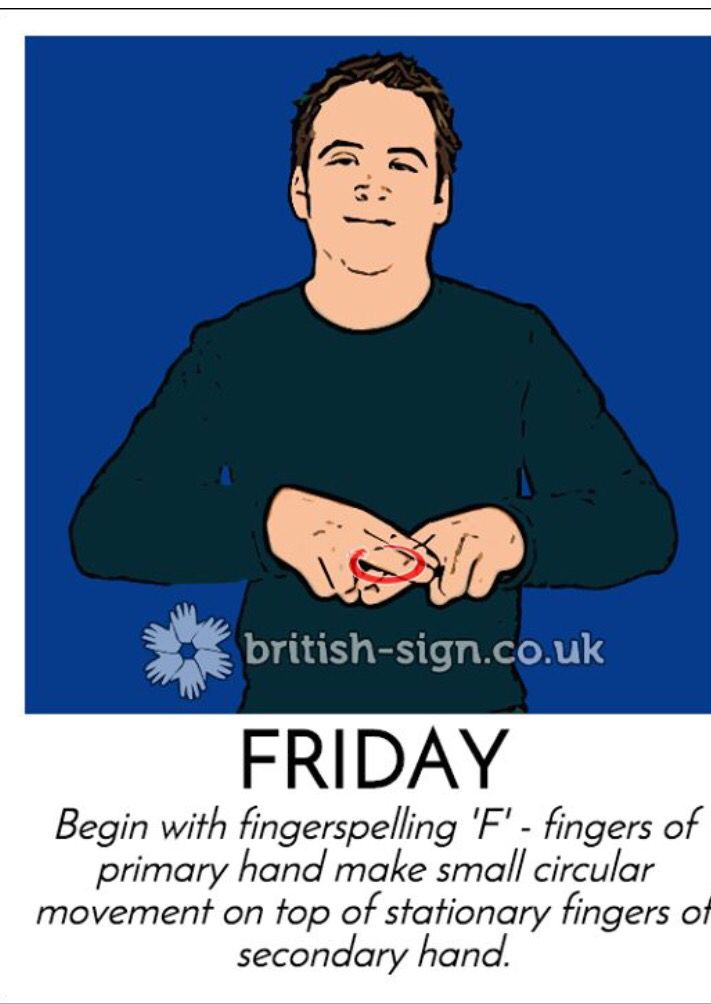 british-sign.co.uk
FRIDAY
Begin with fingerspelling 'F' - fingers of
primary hand make small circular
movement on top of stationary fingers of
secondary hand.